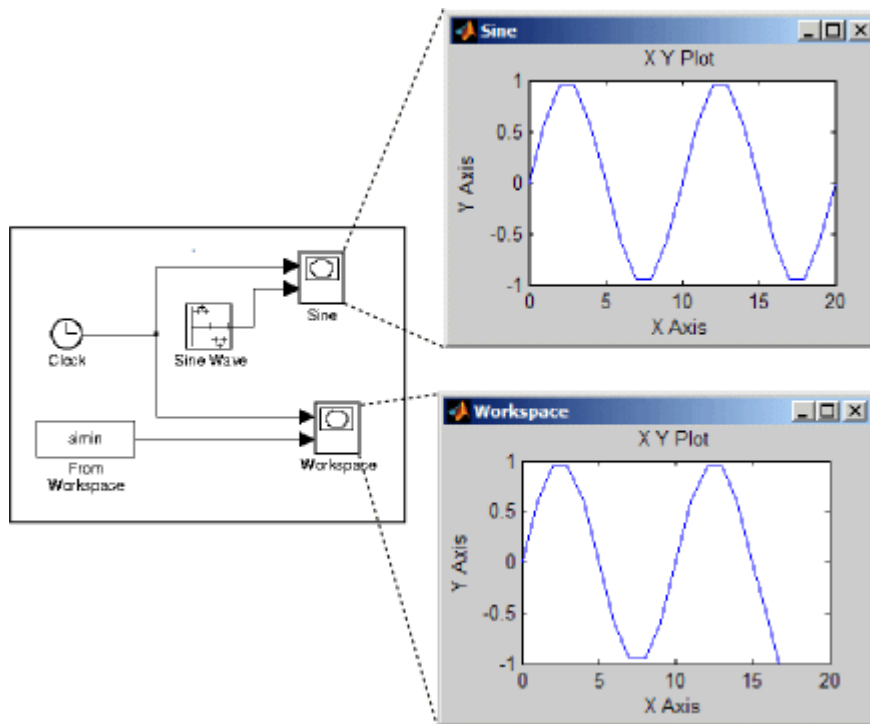 Sine
X Y Plot
1
0.5
0
-0.5
-1
0 5 10 15 20
X Axis
Y Axis
Sine
Clock
Sine Wave
simin
From
Workspace
Workspace
Workspace
X Y Plot
1
0.5
0
-0.5
-1
0 5 10 15 20
X Axis
Y Axis